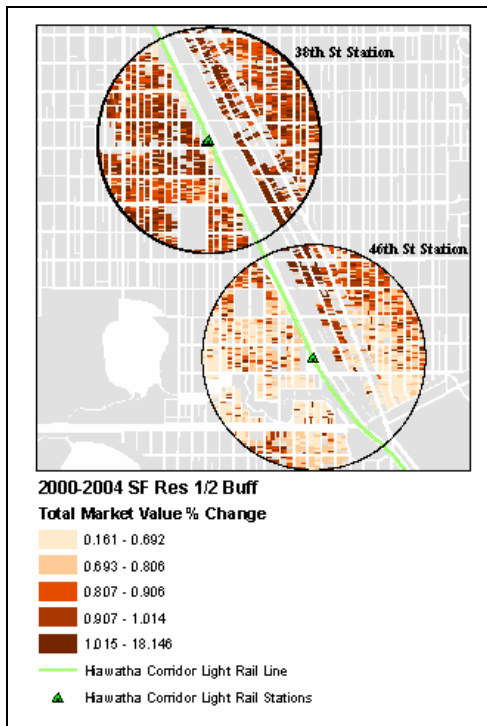 38th St Station
46th St Station
2000-2004 SF Res 1/2 Buff
Total Market Value % Change
0.161 - 0.692
0.693 - 0.806
0.807 - 0.906
0.907 - 1.014
1.015 - 18.146
Hiawatha Corridor Light Rail Line
Hiawatha Corridor Light Rail Stations